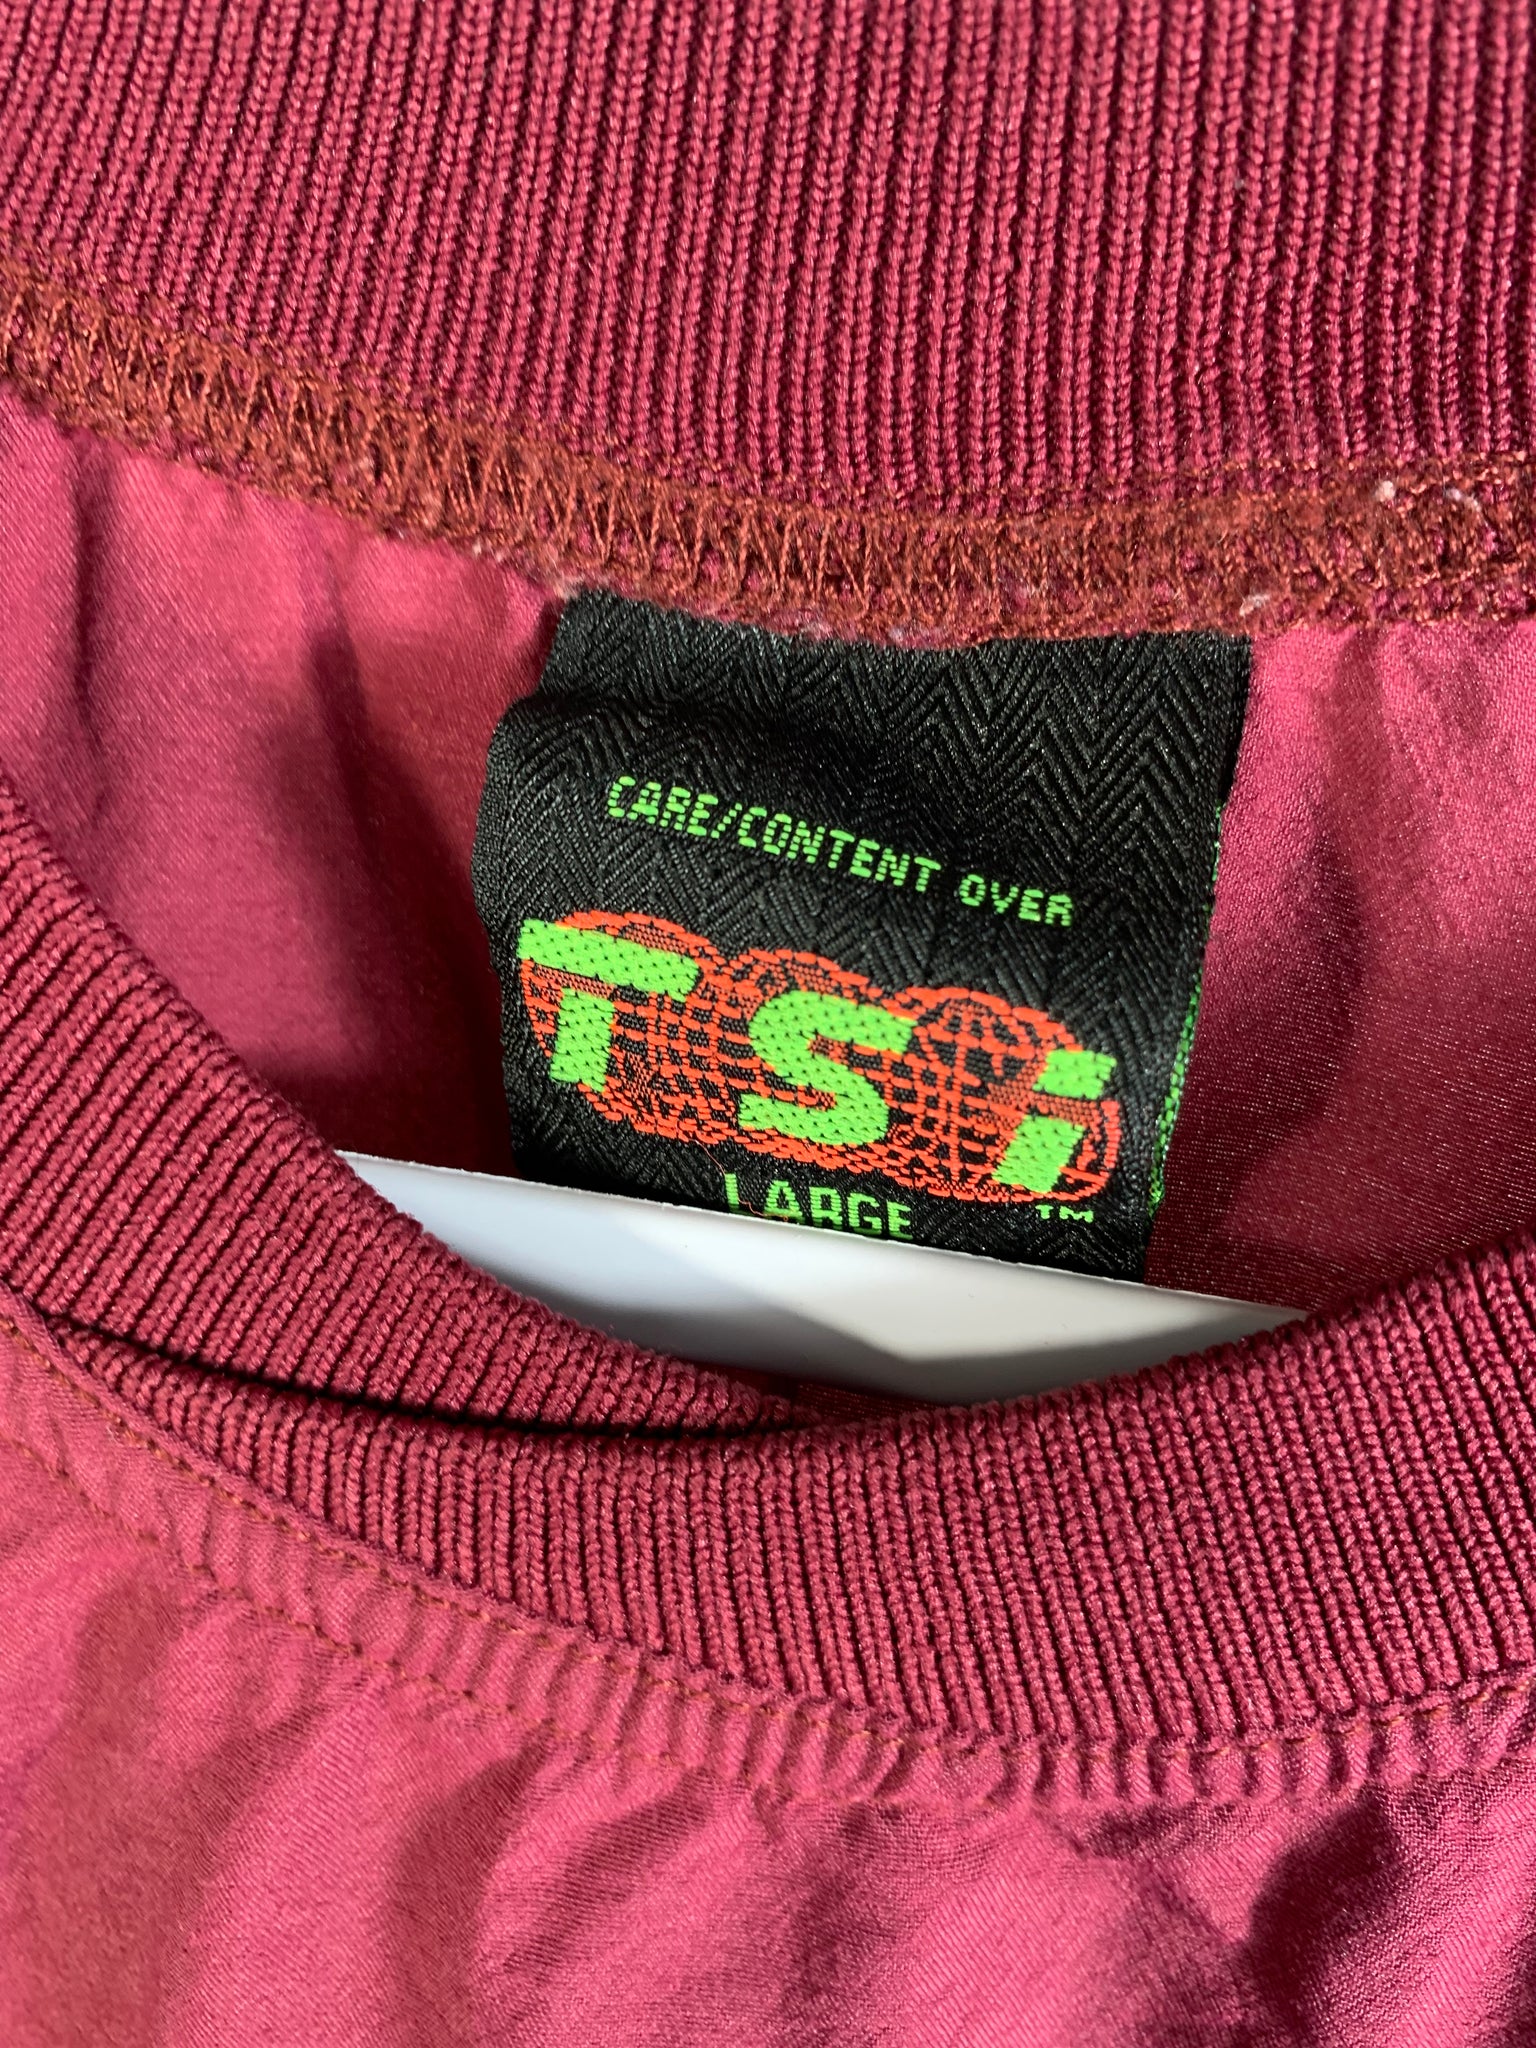 CARE/CONTENT OVER
TSi
LARGE
TM